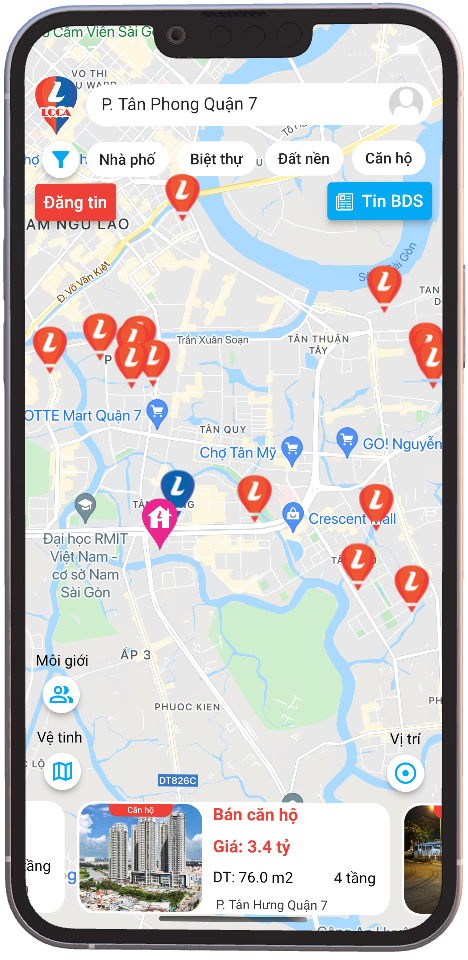 Cầm Viên Sài G
VO THI
LOCA
P. Tân Phong Quận 7
Nhà phố
Biệt thự
Đất nền
Căn hộ
Đăng tin
Tin BDS
AM NGU LAO
Đ. Võ Văn Kiệt
Sài Gòn
TAN
Trần Xuân Soạn
TÂN THUẬN
TÂY
P
OTTE Mart Quận 7
TÂN QUY
Chợ Tân Mỹ
GO! Nguyễn
Crescent Mall
Đại học RMIT
Việt Nam -
cơ sở Nam
Sài Gòn
ẤP 3
Môi giới
PHUOC KIEN
PH
Vệ tinh
Vị trí
LỘ
DT826C
Căn hộ
Bán căn hộ
Giá: 3.4 tỷ
tầng
DT: 76.0 m2
4 tầng
P. Tân Hưng Quận 7